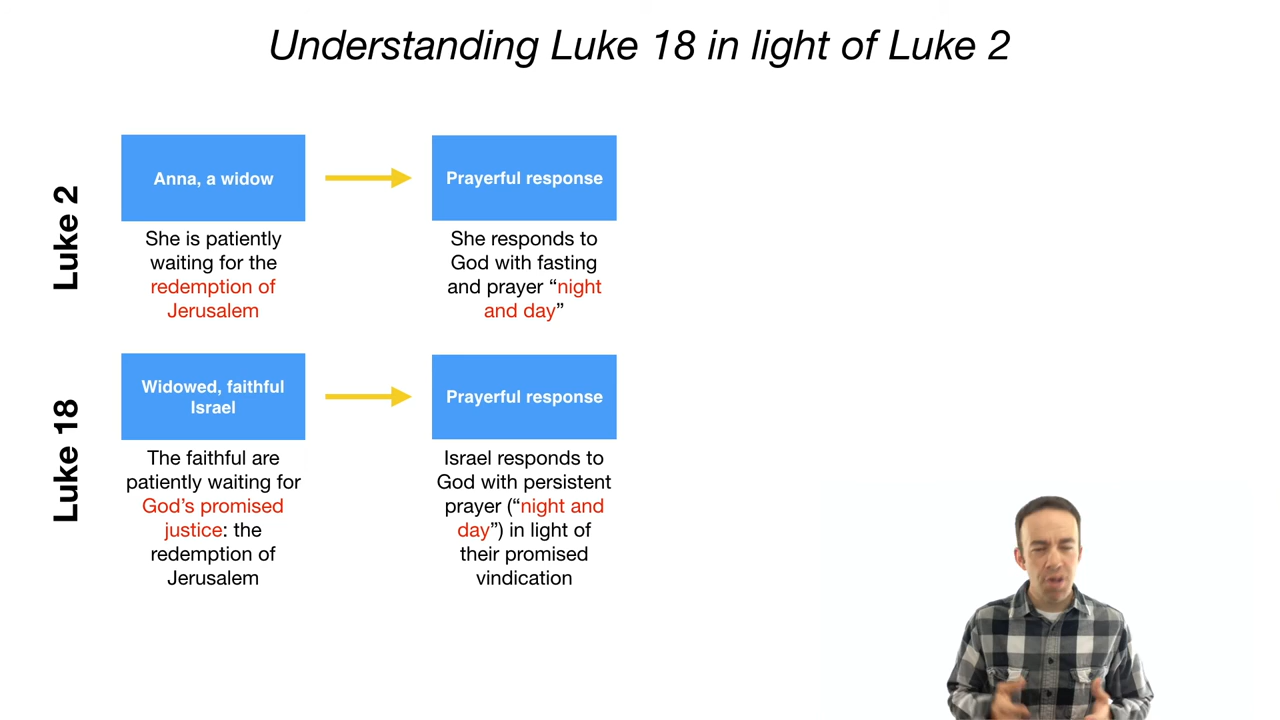 Understanding Luke 18 in light of Luke 2
Luke 2
Anna, a widow
She is patiently
waiting for the
redemption of
Jerusalem
Prayerful response
She responds to
God with fasting
and prayer “night
and day”
Luke 18
Widowed, faithful
Israel
The faithful are
patiently waiting for
God’s promised
justice: the
redemption of
Jerusalem
Prayerful response
Israel responds to
God with persistent
prayer (“night and
day”) in light of
their promised
vindication